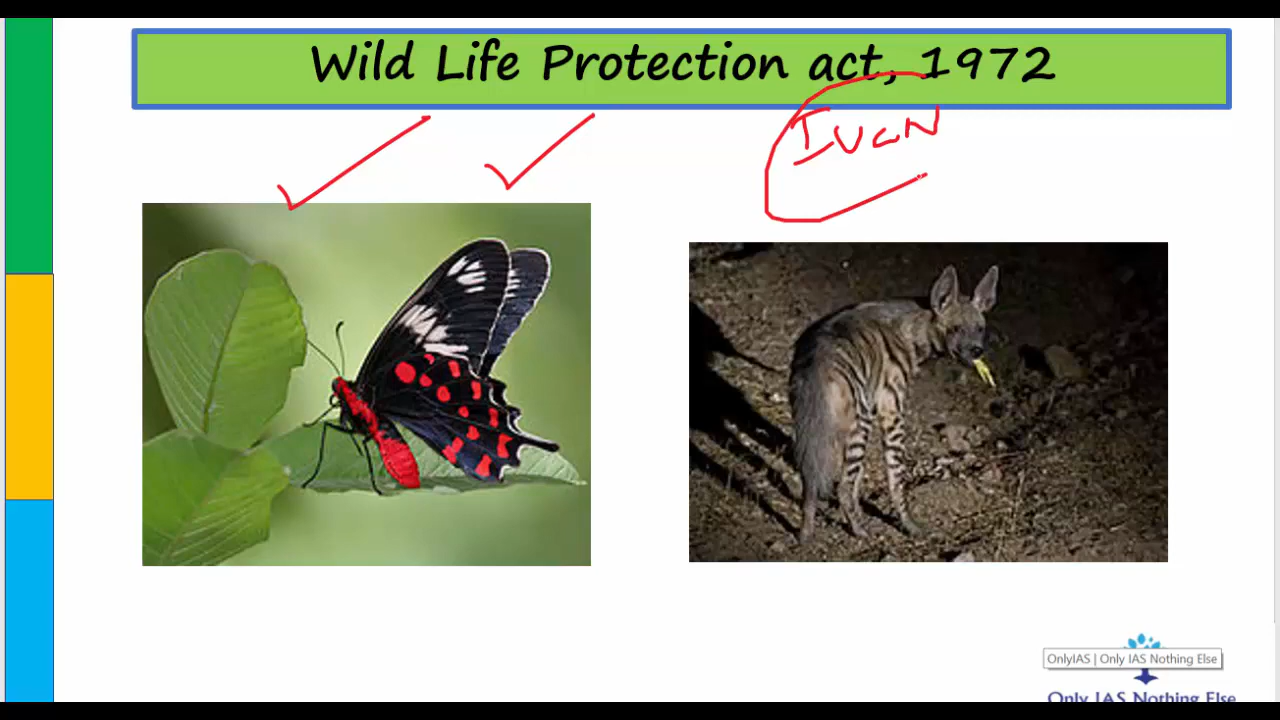 Wild Life Protection act, 1972
IUCN
OnlyIAS | Only IAS Nothing Else
Only IAS Nothing Else